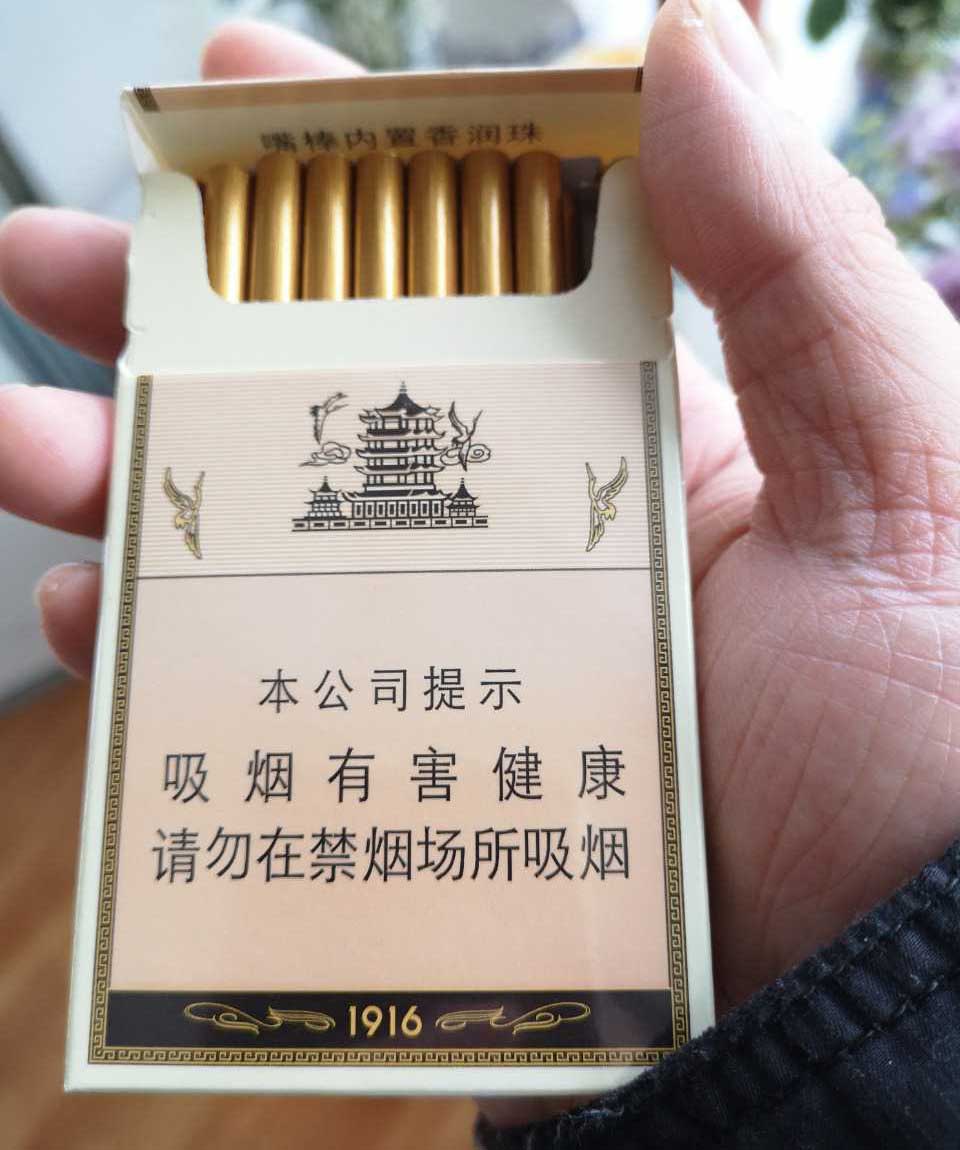 嘴棒内置香润珠
本公司提示
吸烟有害健康
请勿在禁烟场所吸烟
1916